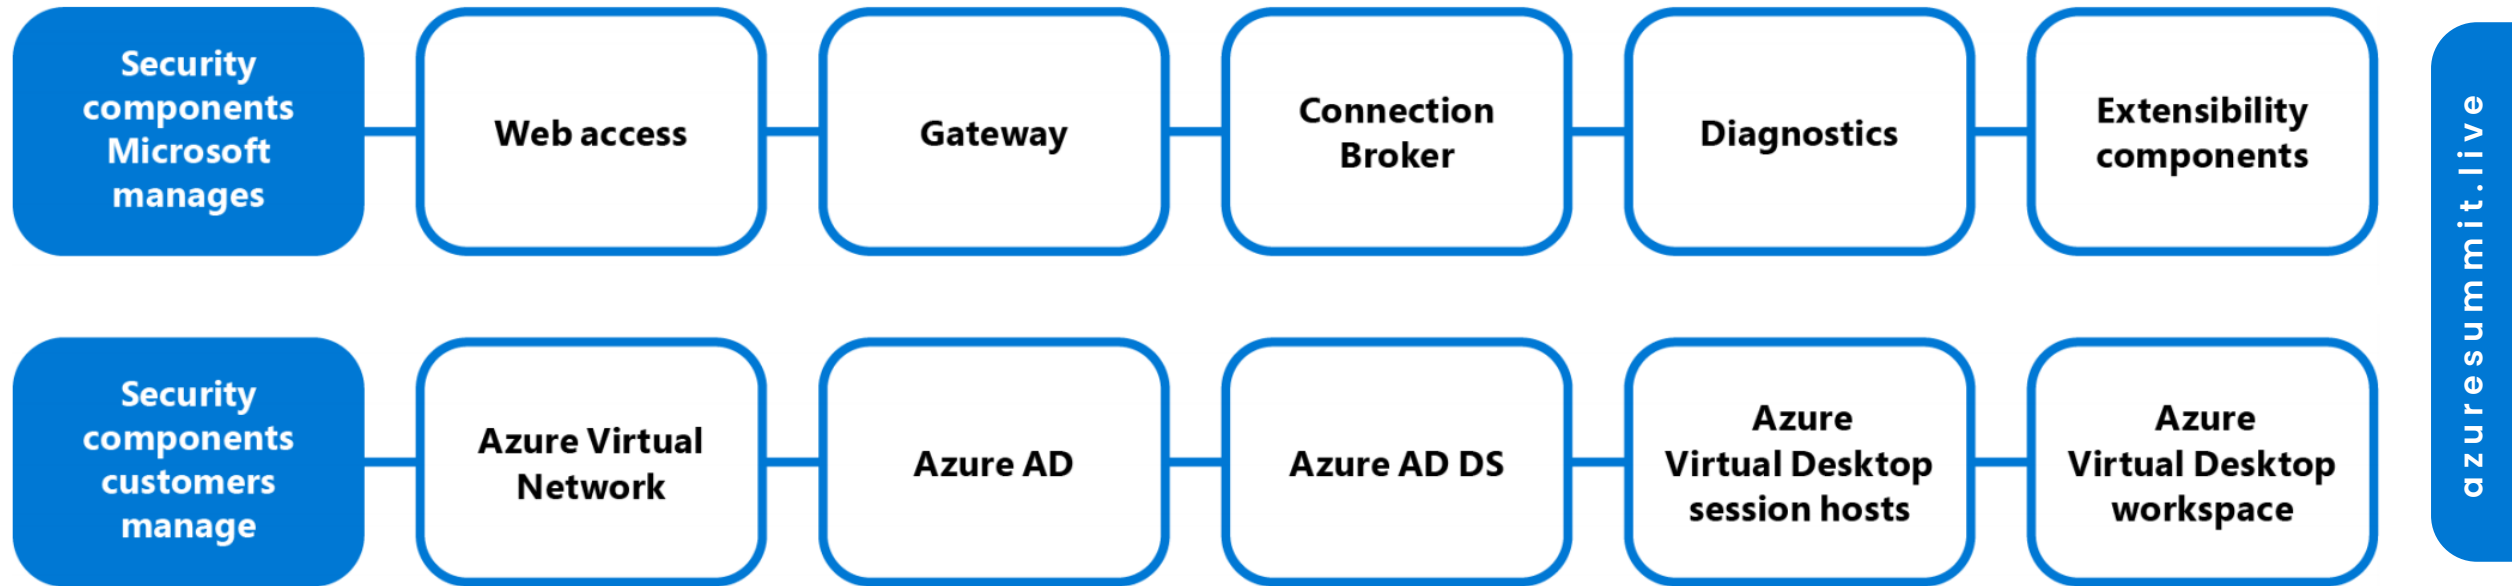 Security
components
Microsoft
manages
Web access
Gateway
Connection
Broker
Diagnostics
Extensibility
components
Security
components
customers
manage
Azure Virtual
Network
Azure AD
Azure AD DS
Azure
Virtual Desktop
session hosts
Azure
Virtual Desktop
workspace
azuresummit.live